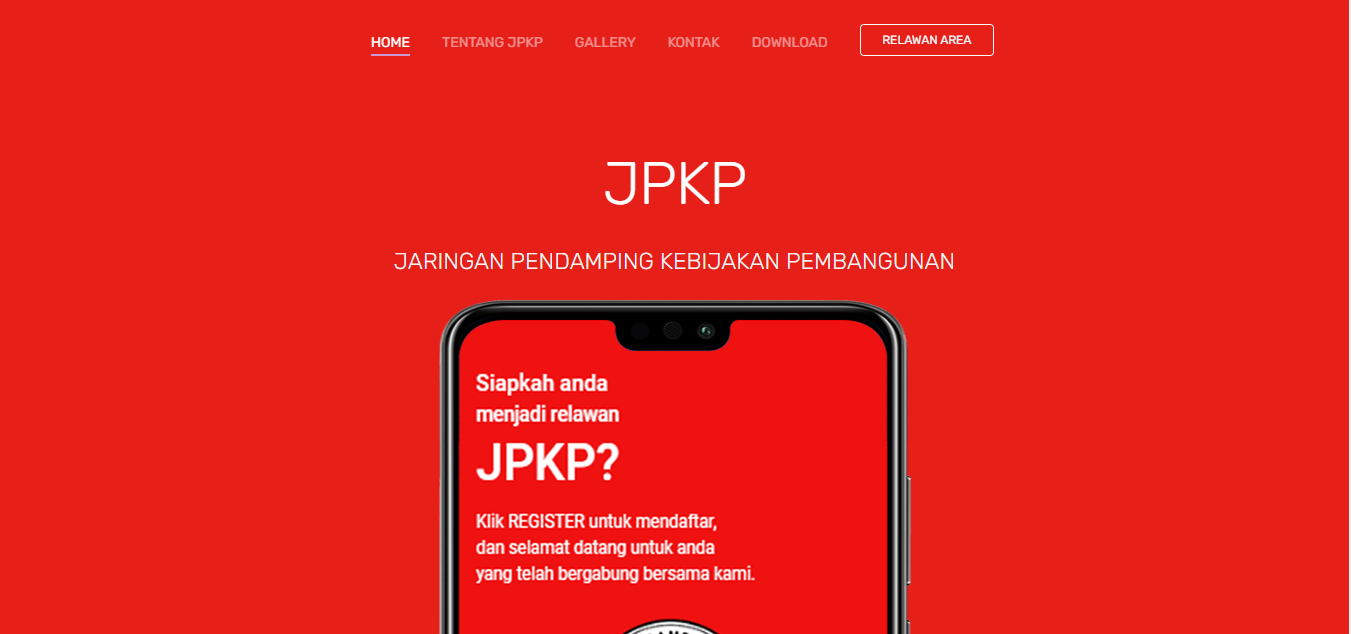 HOME TENTANG JPKP GALLERY KONTAK DOWNLOAD RELAWAN AREA
JPKP
JARINGAN PENDAMPING KEBIJAKAN PEMBANGUNAN
Siapkah anda
menjadi relawan
JPKP?
Klik REGISTER untuk mendaftar,
dan selamat datang untuk anda
yang telah bergabung bersama kami.